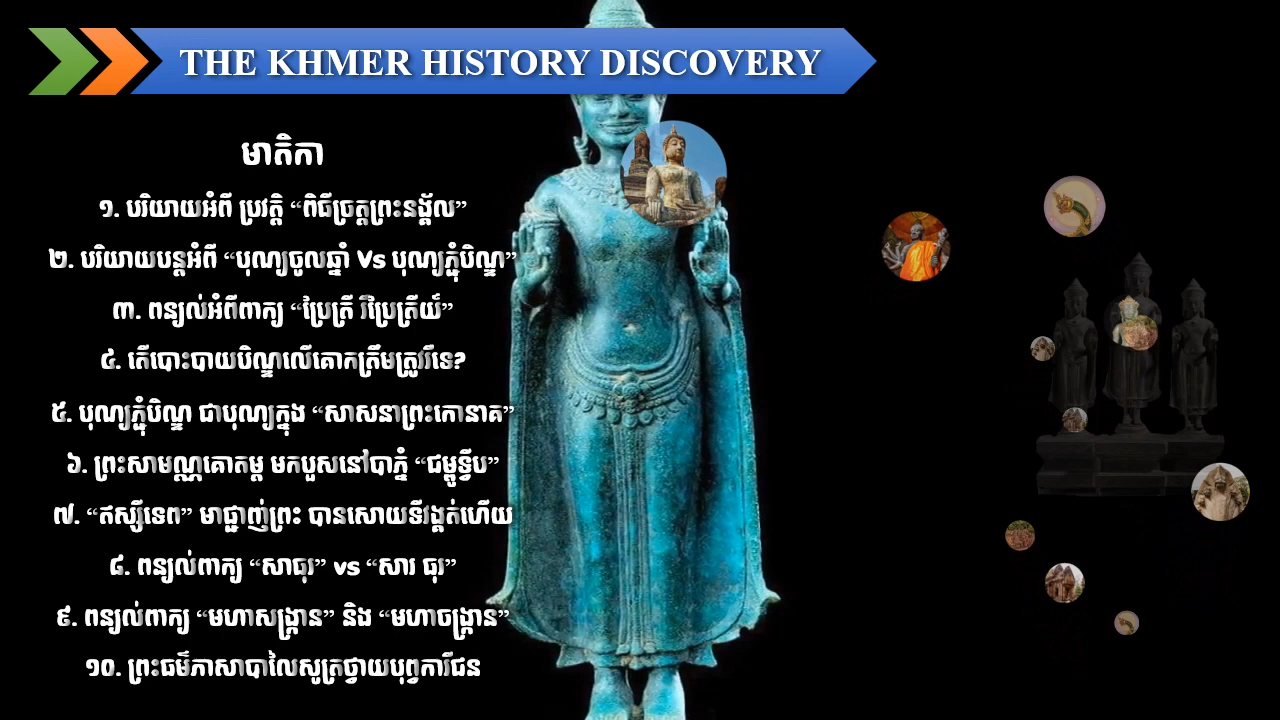 THE KHMER HISTORY DISCOVERY
មាតិកា
១. បរិយាយអំពី ប្រវត្តិ “ពិធីច្រត្តព្រះនង្គ័ល”
២. បរិយាយបន្តអំពី “បុណ្យចូលឆ្នាំ Vs បុណ្យភ្ជុំបិណ្ឌ”
៣. ពន្យល់អំពីពាក្យ “ប្រៃត្រី រឺប្រៃត្រីយ៍”
៤. តើបោះបាយបិណ្ឌលើគោកត្រឹមត្រូវរឺទេ?
៥. បុណ្យភ្ជុំបិណ្ឌ ជាបុណ្យក្នុង “សាសនាព្រះកោនាគ”
៦. ព្រះសាមណ្ណគោតម្ត មកបួសនៅបាភ្នំ “ជម្ពូទ្វីប”
៧. “ឥស្សីទេព” មាផ្ចាញ់ព្រះ បានសោយទីវង្គត់ហើយ
៨. ពន្យល់ពាក្យ “សាធុរ” vs “សារ ធុរ”
៩. ពន្យល់ពាក្យ “មហាសង្ក្រាន” និង “មហាចង្ក្រាន”
១០. ព្រះធម៌ភាសាបាលៃសូត្រថ្វាយបុព្វការីជន